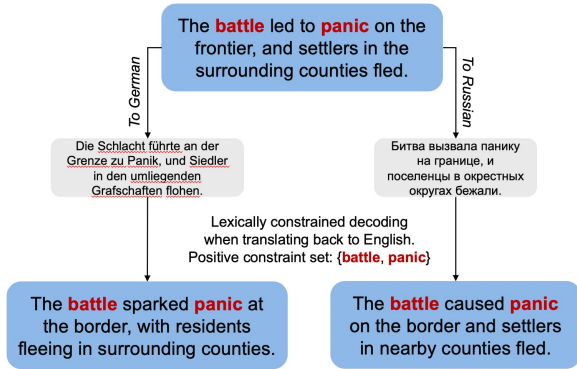 The battle led to panic on the
frontier, and settlers in the
surrounding counties fled.
To German
To Russian
Die Schlacht führte an der
Grenze zu Panik, und Siedler
in den umliegenden
Grafschaften flohen.
Битва вызвала панику
на границе, и
поселенцы в окрестных
округах бежали.
Lexically constrained decoding
when translating back to English.
Positive constraint set: {battle, panic}
The battle sparked panic at
the border, with residents
fleeing in surrounding counties.
The battle caused panic
on the border and settlers
in nearby counties fled.